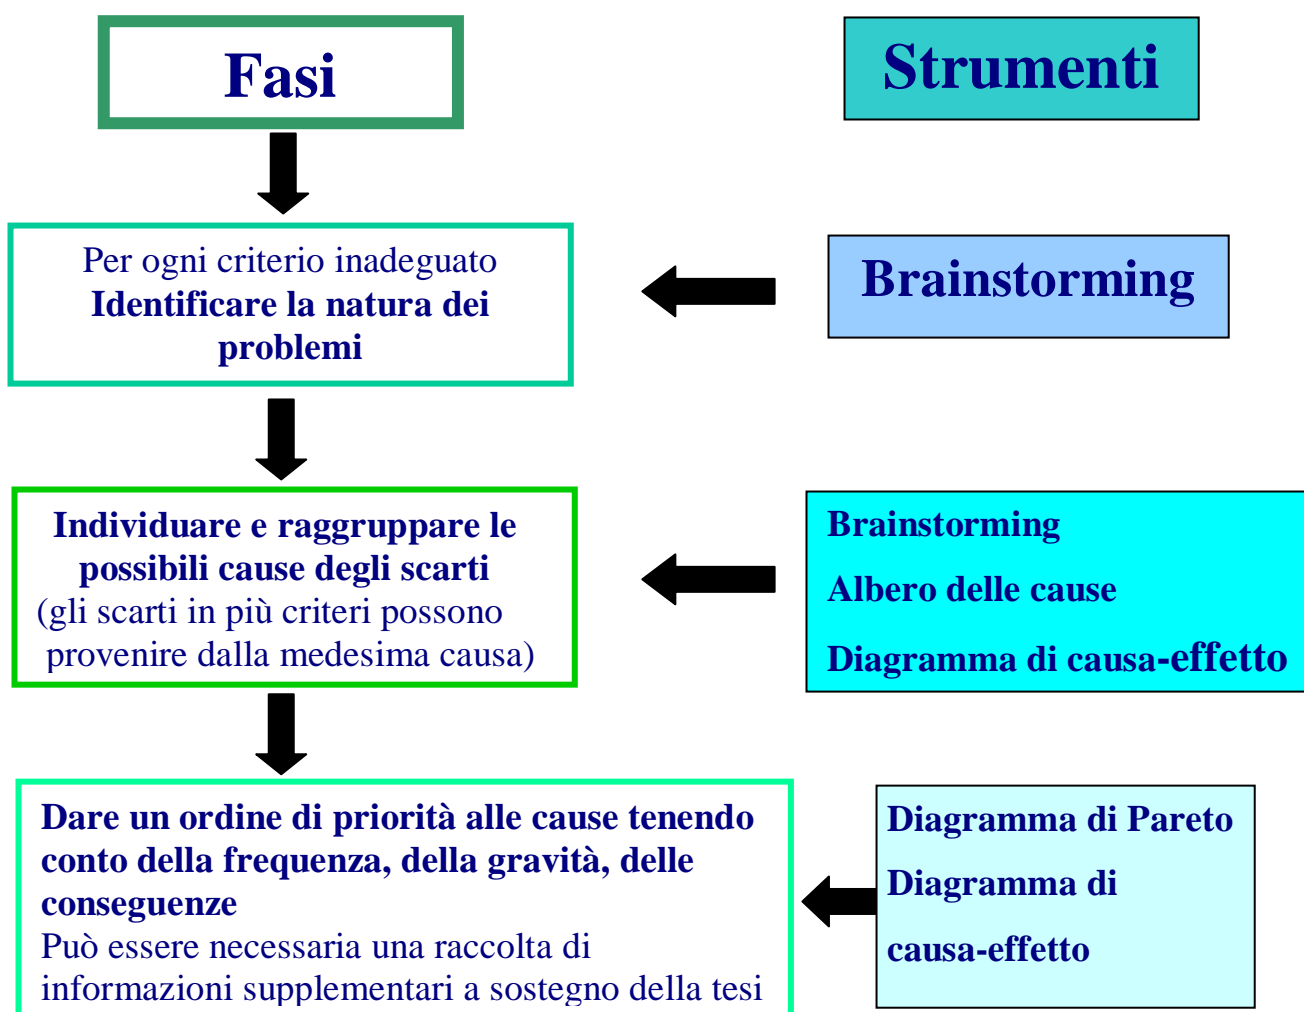 Fasi
Strumenti
Per ogni criterio inadeguato
Identificare la natura dei
problemi
Brainstorming
Individuare e raggruppare le
possibili cause degli scarti
(gli scarti in più criteri possono
provenire dalla medesima causa)
Brainstorming
Albero delle cause
Diagramma di causa-effetto
Dare un ordine di priorità alle cause tenendo
conto della frequenza, della gravità, delle
conseguenze
Può essere necessaria una raccolta di
informazioni supplementari a sostegno della tesi
Diagramma di Pareto
Diagramma di
causa-effetto